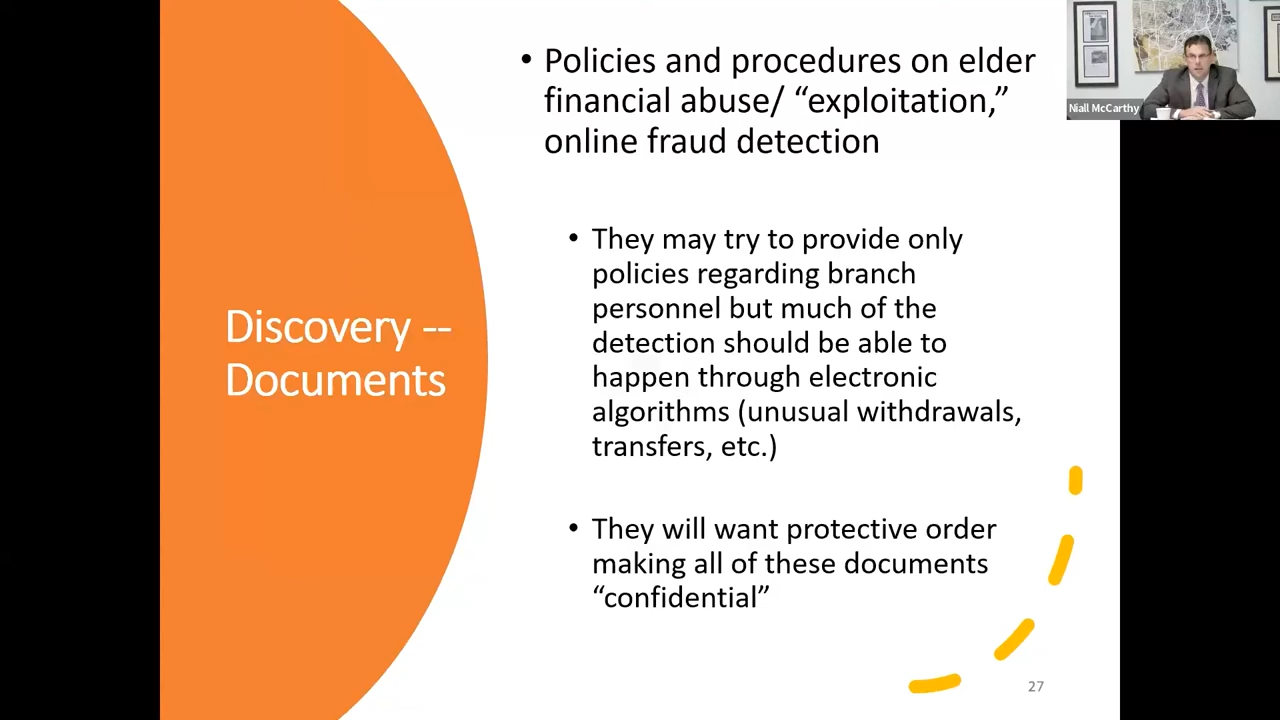 Discovery --
Documents
• Policies and procedures on elder
financial abuse/ “exploitation,”
online fraud detection
• They may try to provide only
policies regarding branch
personnel but much of the
detection should be able to
happen through electronic
algorithms (unusual withdrawals,
transfers, etc.)
• They will want protective order
making all of these documents
“confidential”
27
Niall McCarthy